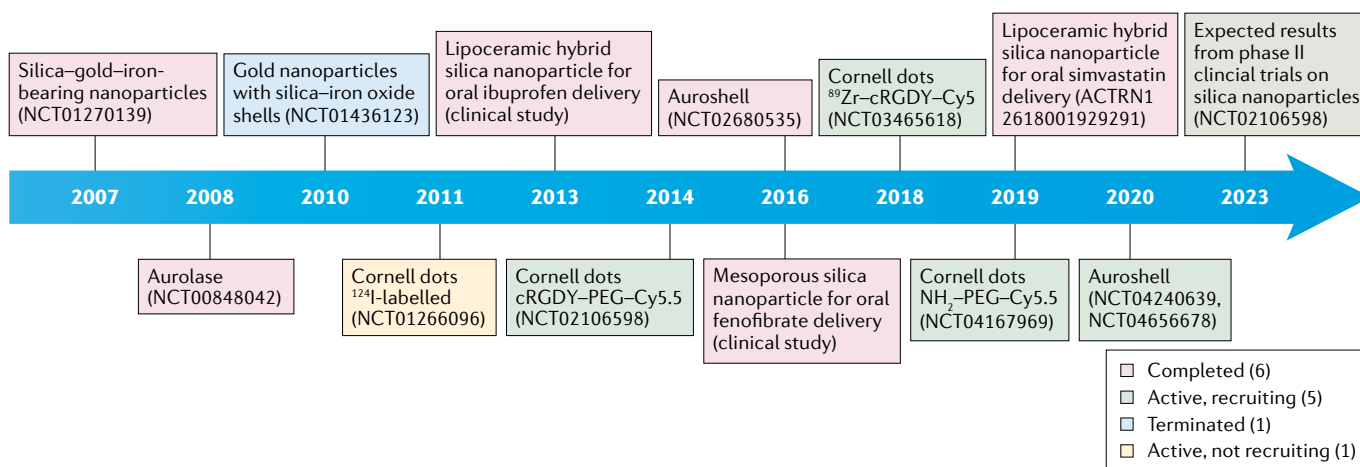 Silica–gold–iron-
bearing nanoparticles
(NCT01270139)
Gold nanoparticles
with silica–iron oxide
shells (NCT01436123)
Lipoceramic hybrid
silica nanoparticle for
oral ibuprofen delivery
(clinical study)
Auroshell
(NCT02680535)
Cornell dots
⁸⁹Zr–cRGDY–Cy5
(NCT03465618)
Lipoceramic hybrid
silica nanoparticle
for oral simvastatin
delivery (ACTRN1
2618001929291)
Expected results
from phase II
clincial trials on
silica nanoparticles
(NCT02106598)
2007 2008 2010 2011 2013 2014 2016 2018 2019 2020 2023
Aurolase
(NCT00848042)
Cornell dots
¹²⁴I-labelled
(NCT01266096)
Cornell dots
cRGDY–PEG–Cy5.5
(NCT02106598)
Mesoporous silica
nanoparticle for oral
fenofibrate delivery
(clinical study)
Cornell dots
NH₂–PEG–Cy5.5
(NCT04167969)
Auroshell
(NCT04240639,
NCT04656678)
Completed (6)
Active, recruiting (5)
Terminated (1)
Active, not recruiting (1)